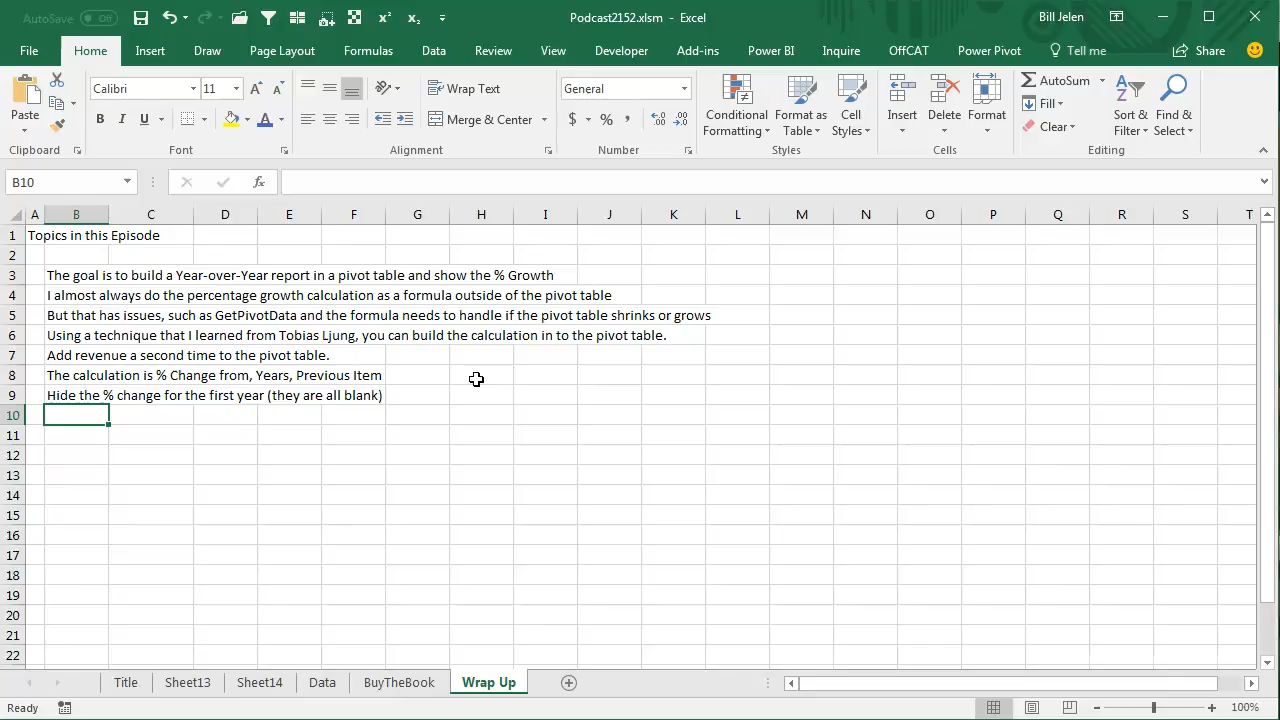 AutoSave Off Podcast2152.xlsm - Excel Bill Jelen
File Home Insert Draw Page Layout Formulas Data Review View Developer Add-ins Power BI Inquire OffCAT Power Pivot Tell me Share
Paste Calibri 11 Wrap Text General Conditional Formatting Format as Table Cell Styles Insert Delete Format AutoSum Sort & Filter Find & Select
B I U Merge & Center $ % , Fill
Clear
Clipboard Font Alignment Number Styles Cells Editing
B10 fx
A B C D E F G H I J K L M N O P Q R S T
1 Topics in this Episode
2
3 The goal is to build a Year-over-Year report in a pivot table and show the % Growth
4 I almost always do the percentage growth calculation as a formula outside of the pivot table
5 But that has issues, such as GetPivotData and the formula needs to handle if the pivot table shrinks or grows
6 Using a technique that I learned from Tobias Ljung, you can build the calculation in to the pivot table.
7 Add revenue a second time to the pivot table.
8 The calculation is % Change from, Years, Previous Item
9 Hide the % change for the first year (they are all blank)
10
11
12
13
14
15
16
17
18
19
20
21
22
Title Sheet13 Sheet14 Data BuyTheBook Wrap Up
Ready 100%